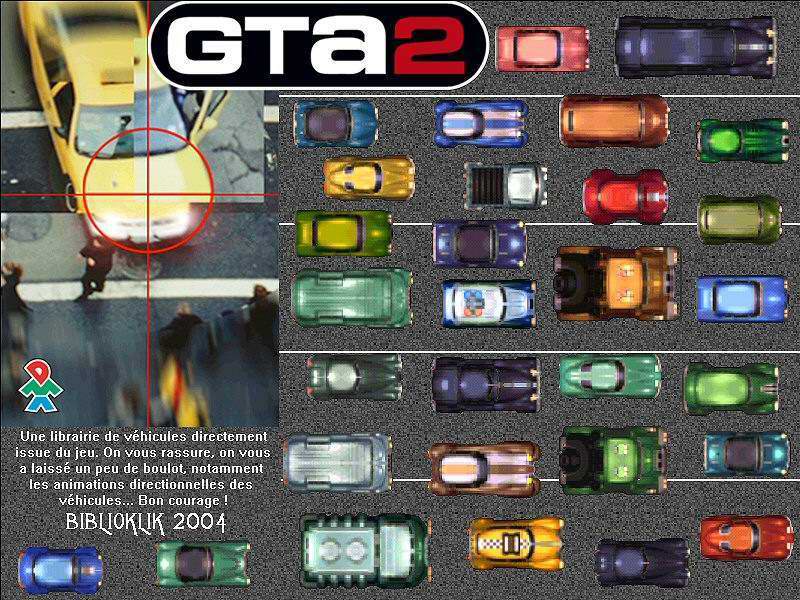 GTa2
Une librairie de véhicules directement
issue du jeu. On vous rassure, on vous
a laissé un peu de boulot, notamment
les animations directionnelles des
véhicules... Bon courage !
BIBLIOKLIK 2004